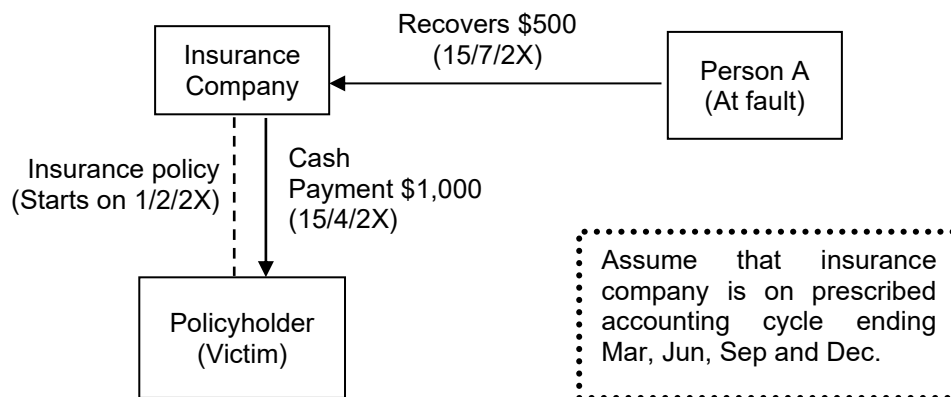 Recovers $500
(15/7/2X)
Insurance
Company
Person A
(At fault)
Insurance policy
(Starts on 1/2/2X)
Cash
Payment $1,000
(15/4/2X)
Policyholder
(Victim)
Assume that insurance
company is on prescribed
accounting cycle ending
Mar, Jun, Sep and Dec.